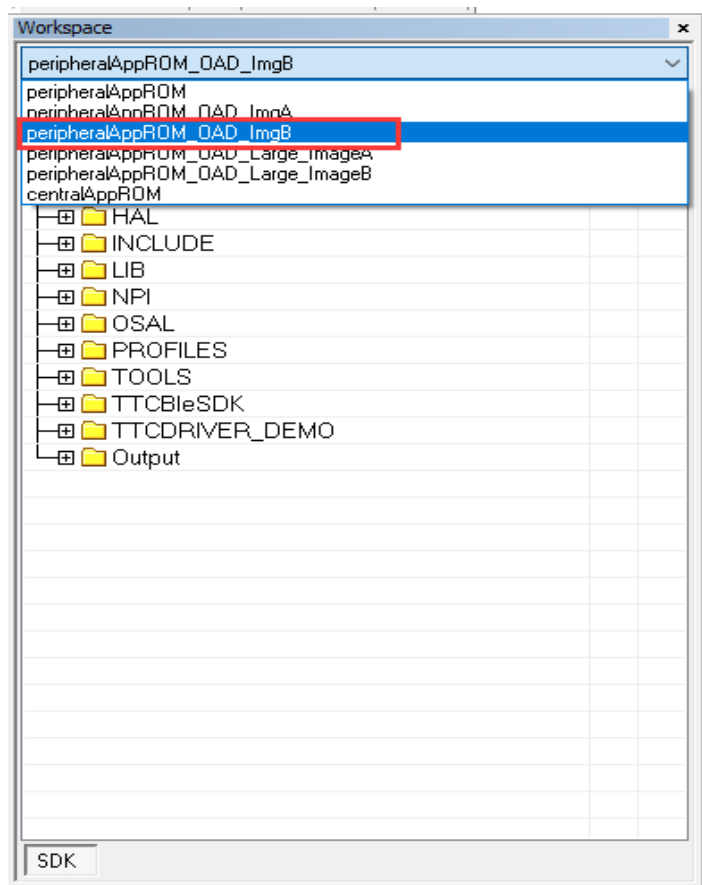 Workspace
peripheralAppROM_OAD_ImgB
peripheralAppROM
peripheralAppROM_OAD_ImgA
peripheralAppROM_OAD_ImgB
peripheralAppROM_OAD_Large_ImageA
peripheralAppROM_OAD_Large_ImageB
centralAppROM
HAL
INCLUDE
LIB
NPI
OSAL
PROFILES
TOOLS
TTCBleSDK
TTCDRIVER_DEMO
Output
SDK